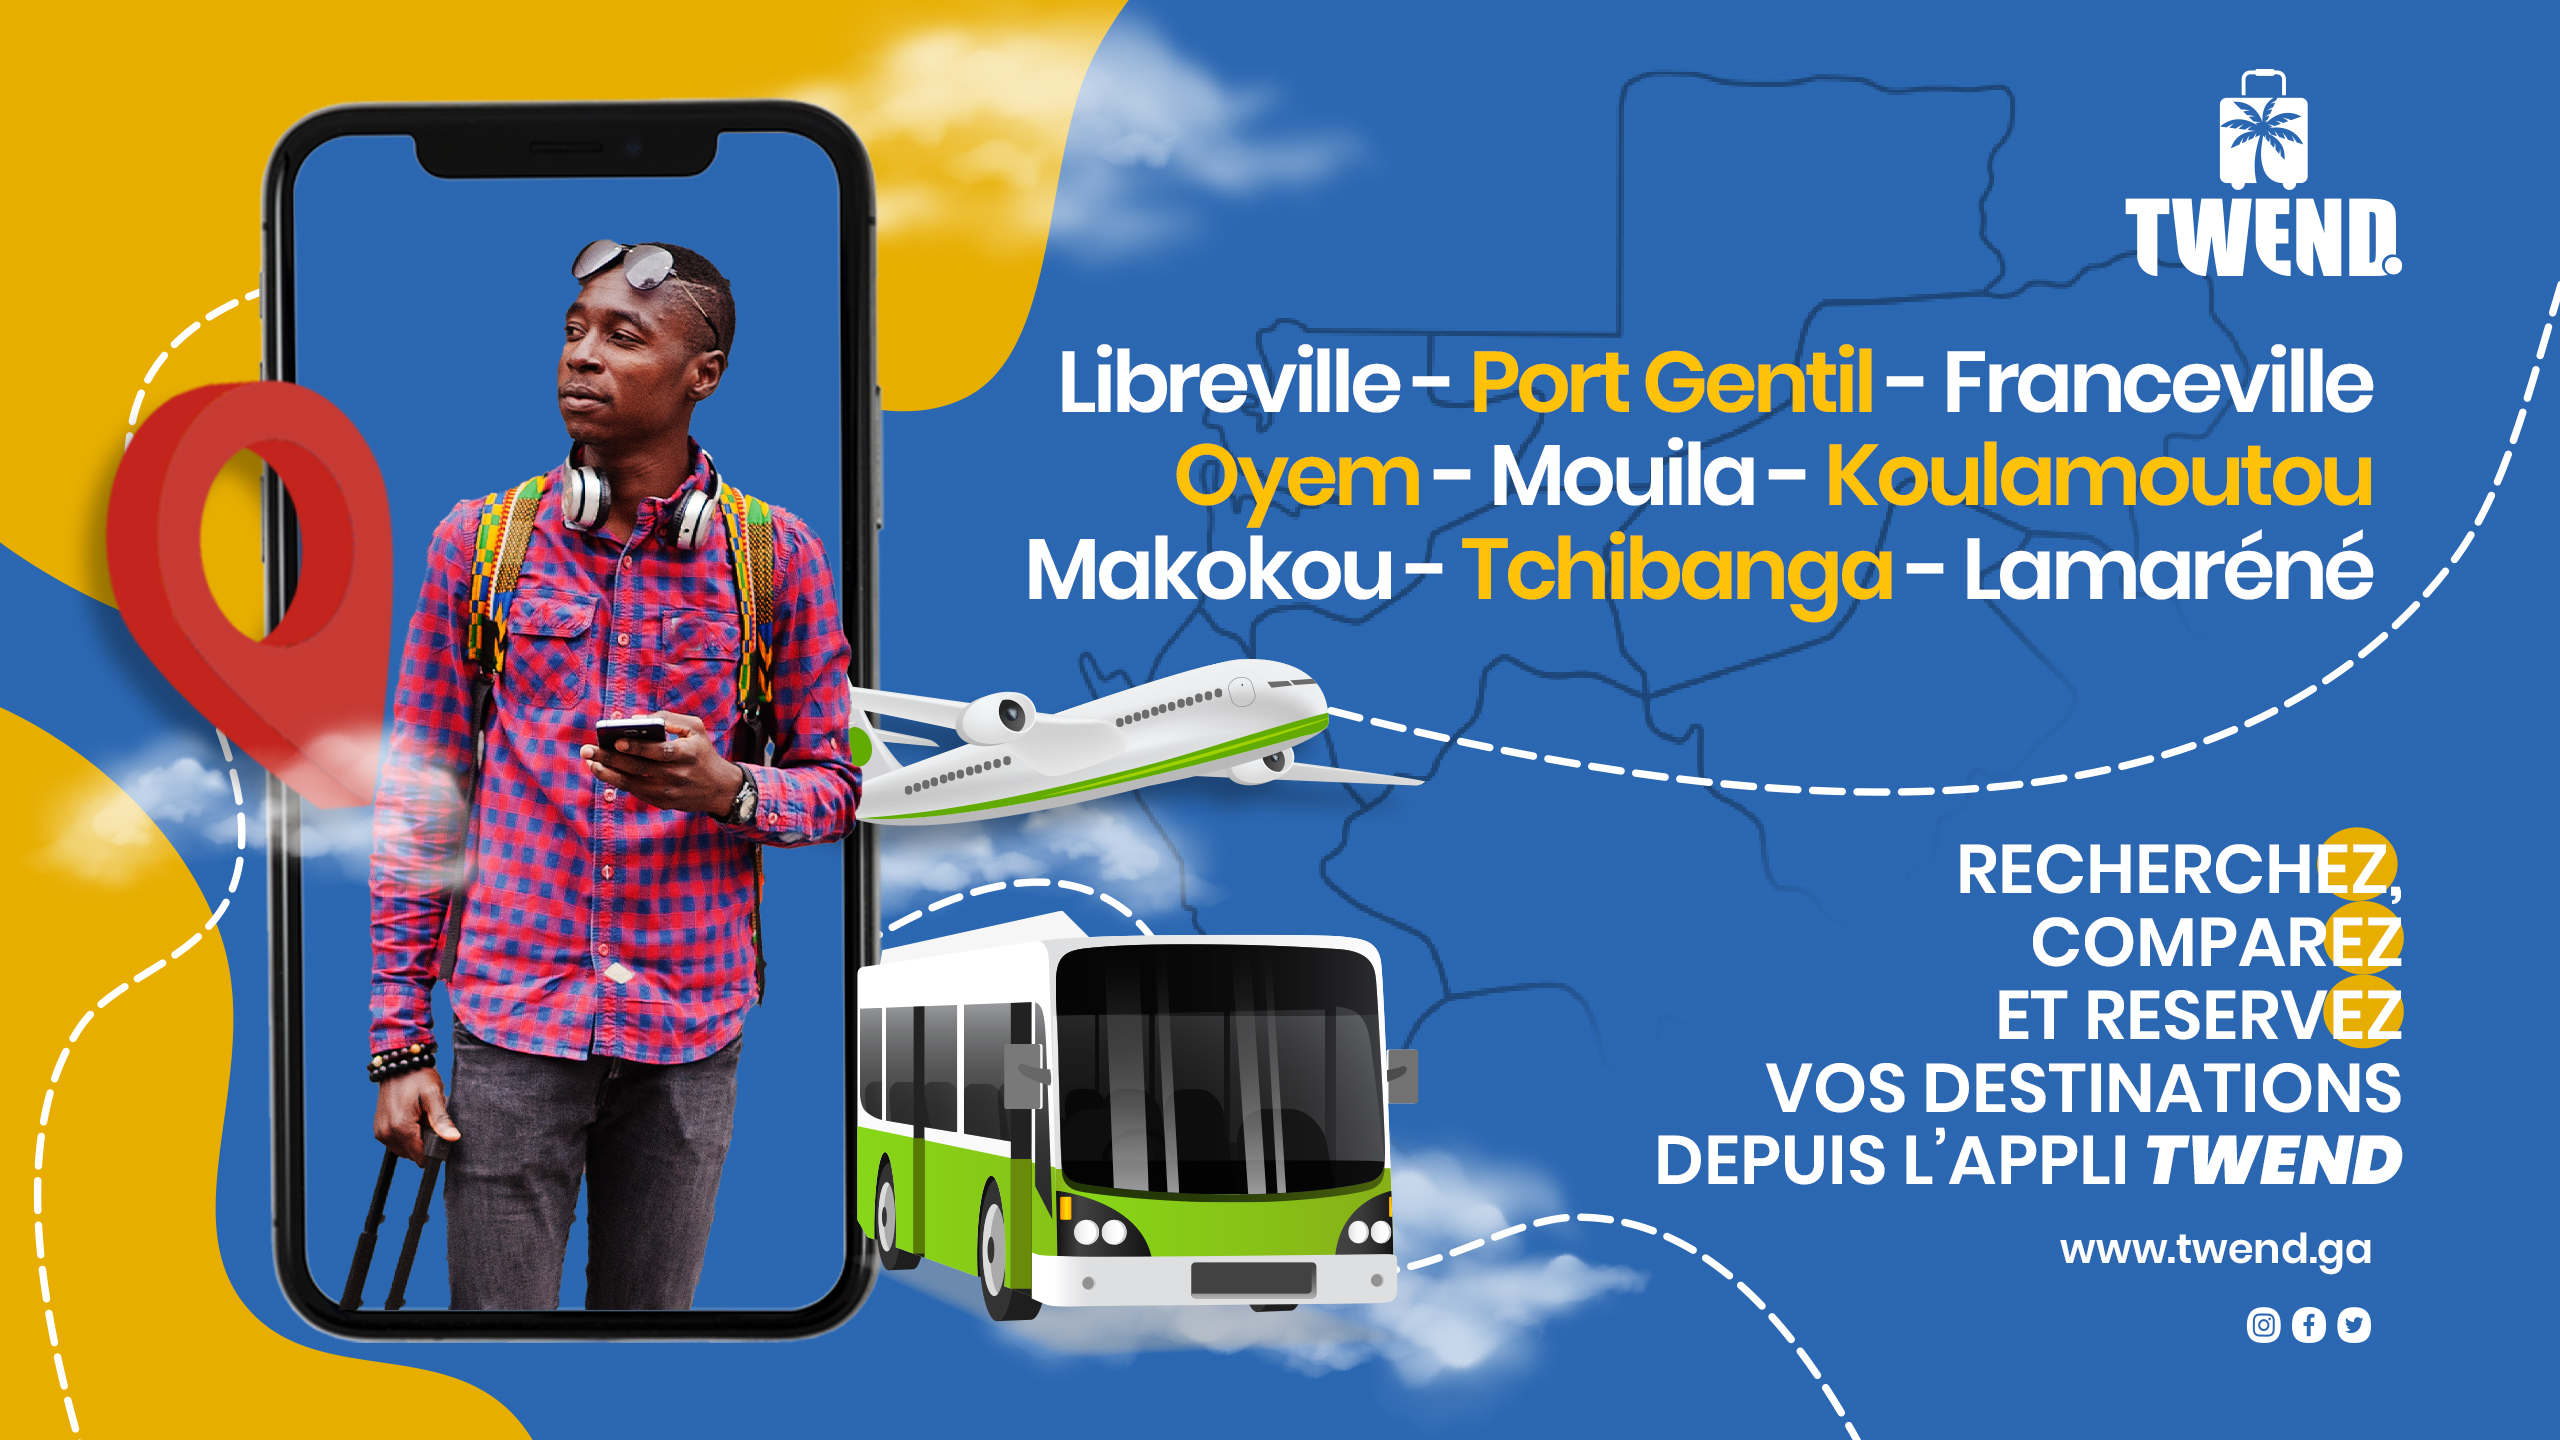 TWEND.
Libreville - Port Gentil - Franceville
Oyem - Mouila - Koulamoutou
Makokou - Tchibanga - Lamaréné
RECHERCHEZ,
COMPAREZ
ET RESERVEZ
VOS DESTINATIONS
DEPUIS L'APPLI TWEND
www.twend.ga